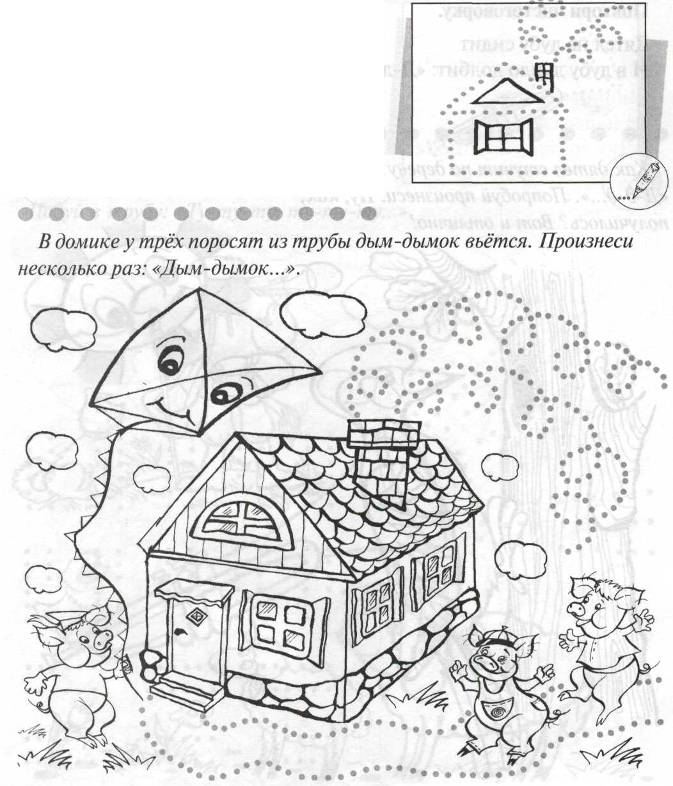 В домике у трёх поросят из трубы дым-дымок вьётся. Произнеси
несколько раз: «Дым-дымок...».